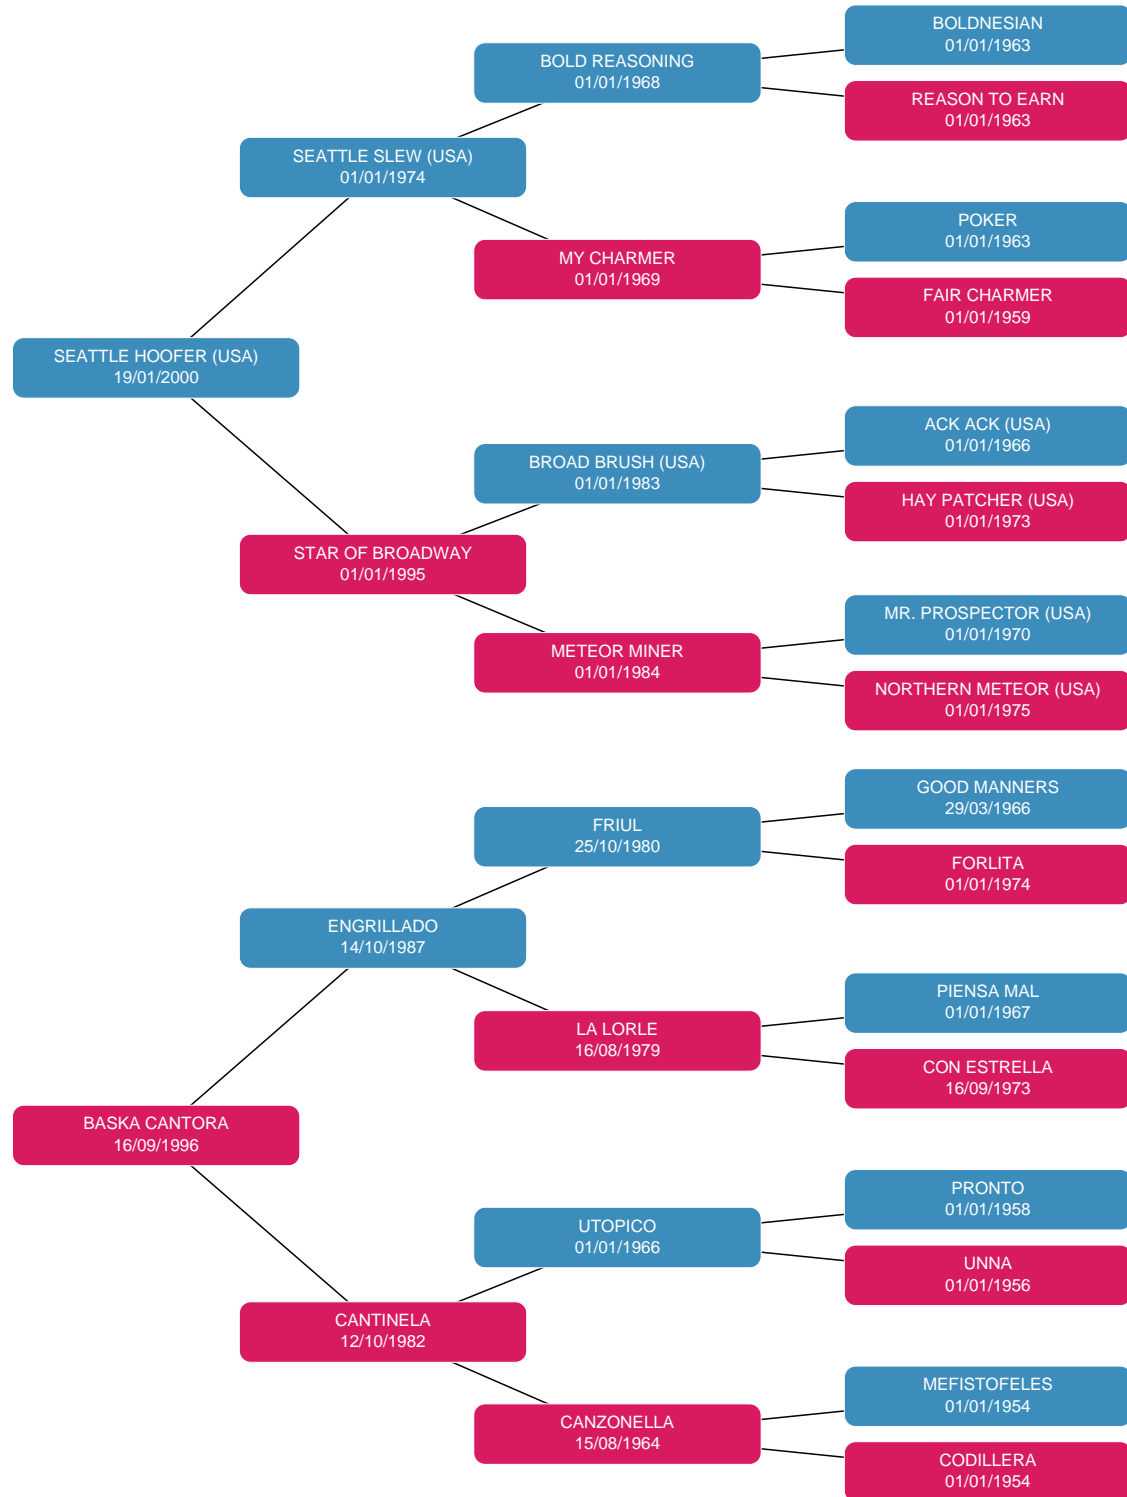 BOLDNESIAN
01/01/1963
BOLD REASONING
01/01/1968
REASON TO EARN
01/01/1963
SEATTLE SLEW (USA)
01/01/1974
POKER
01/01/1963
MY CHARMER
01/01/1969
FAIR CHARMER
01/01/1959
SEATTLE HOOFER (USA)
19/01/2000
ACK ACK (USA)
01/01/1966
BROAD BRUSH (USA)
01/01/1983
HAY PATCHER (USA)
01/01/1973
STAR OF BROADWAY
01/01/1995
MR. PROSPECTOR (USA)
01/01/1970
METEOR MINER
01/01/1984
NORTHERN METEOR (USA)
01/01/1975
GOOD MANNERS
29/03/1966
FRIUL
25/10/1980
FORLITA
01/01/1974
ENGRILLADO
14/10/1987
PIENSA MAL
01/01/1967
LA LORLE
16/08/1979
CON ESTRELLA
16/09/1973
BASKA CANTORA
16/09/1996
PRONTO
01/01/1958
UTOPICO
01/01/1966
UNNA
01/01/1956
CANTINELA
12/10/1982
MEFISTOFELES
01/01/1954
CANZONELLA
15/08/1964
CODILLERA
01/01/1954